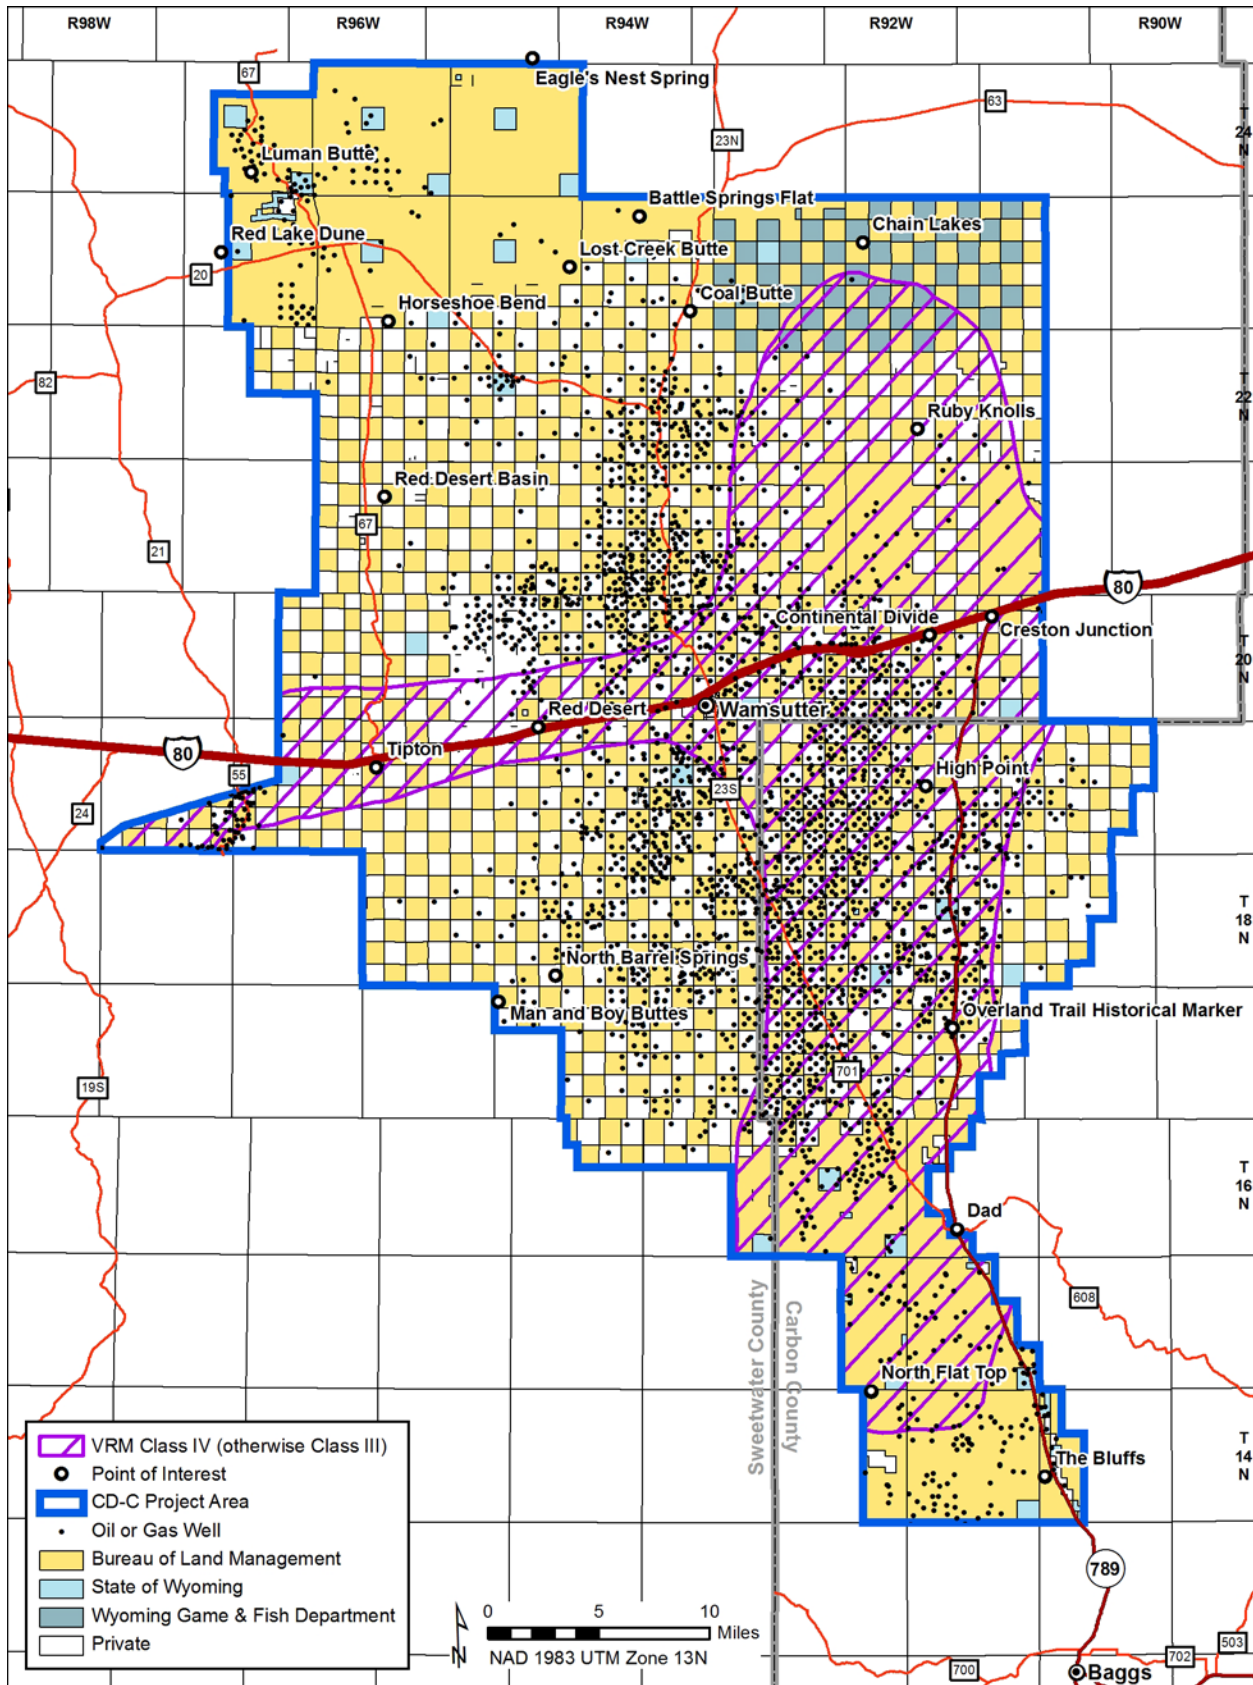 R98W
R96W
R94W
R92W
R90W
Eagle's Nest Spring
67
63
T
24
N
23N
Luman Butte
Battle Springs Flat
Chain Lakes
Red Lake Dune
Lost Creek Butte
20
Coal Butte
Horseshoe Bend
82
T
22
N
Ruby Knolls
Red Desert Basin
67
21
80
Continental Divide
Creston Junction
T
20
N
Red Desert
Wamsutter
80
Tipton
55
High Point
23S
24
T
18
N
North Barrel Springs
Man and Boy Buttes
Overland Trail Historical Marker
701
19S
T
16
N
Dad
Sweetwater County
Carbon County
608
North Flat Top
T
14
N
The Bluffs
VRM Class IV (otherwise Class III)
Point of Interest
CD-C Project Area
Oil or Gas Well
Bureau of Land Management
State of Wyoming
Wyoming Game & Fish Department
Private
N
0 5 10
Miles
NAD 1983 UTM Zone 13N
789
503
702
700
Baggs